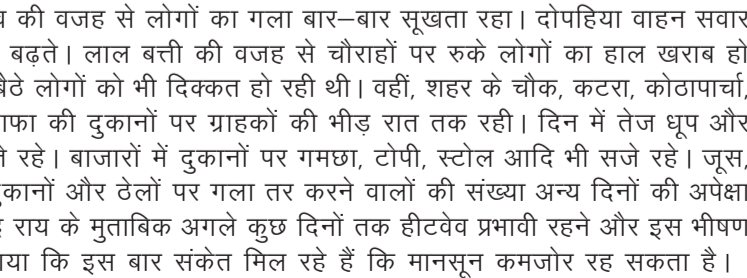 की वजह से लोगों का गला बार–बार सूखता रहा। दोपहिया वाहन सवार
बढ़ते। लाल बत्ती की वजह से चौराहों पर रुके लोगों का हाल खराब हो
बैठे लोगों को भी दिक्कत हो रही थी। वहीं, शहर के चौक, कटरा, कोठापार्चा,
की दुकानों पर ग्राहकों की भीड़ रात तक रही। दिन में तेज धूप और
रहे। बाजारों में दुकानों पर गमछा, टोपी, स्टोल आदि भी सजे रहे। जूस,
और ठेलों पर गला तर करने वालों की संख्या अन्य दिनों की अपेक्षा
राय के मुताबिक अगले कुछ दिनों तक हीटवेव प्रभावी रहने और इस भीषण
कि इस बार संकेत मिल रहे हैं कि मानसून कमजोर रह सकता है।